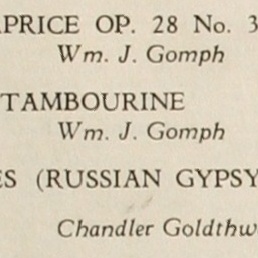 APRICE OP. 28 No. 3
Wm. J. Gomph
TAMBOURINE
Wm. J. Gomph
ES (RUSSIAN GYPSY
Chandler Goldthw